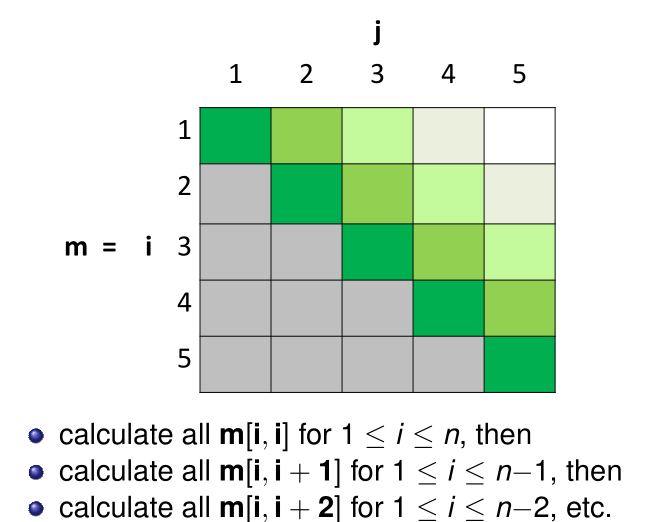 j
1 2 3 4 5
1
2
m = i 3
4
5
calculate all m[i, i] for 1 ≤ i ≤ n, then
calculate all m[i, i + 1] for 1 ≤ i ≤ n−1, then
calculate all m[i, i + 2] for 1 ≤ i ≤ n−2, etc.